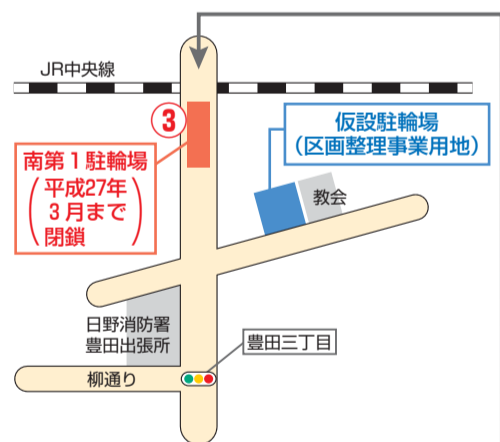 JR中央線
③
南第1駐輪場
(平成27年
3月まで
閉鎖)
仮設駐輪場
(区画整理事業用地)
教会
日野消防署
豊田出張所
豊田三丁目
柳通り